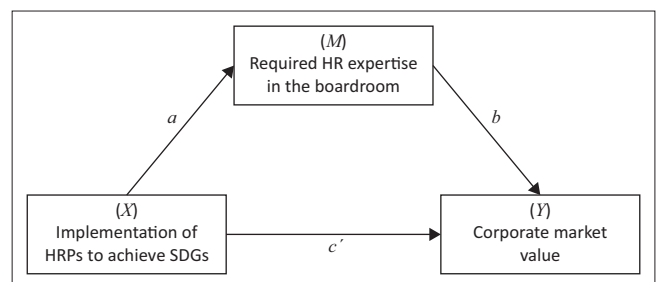 (M)
Required HR expertise
in the boardroom
a
b
(X)
Implementation of
HRPs to achieve SDGs
c´
(Y)
Corporate market
value